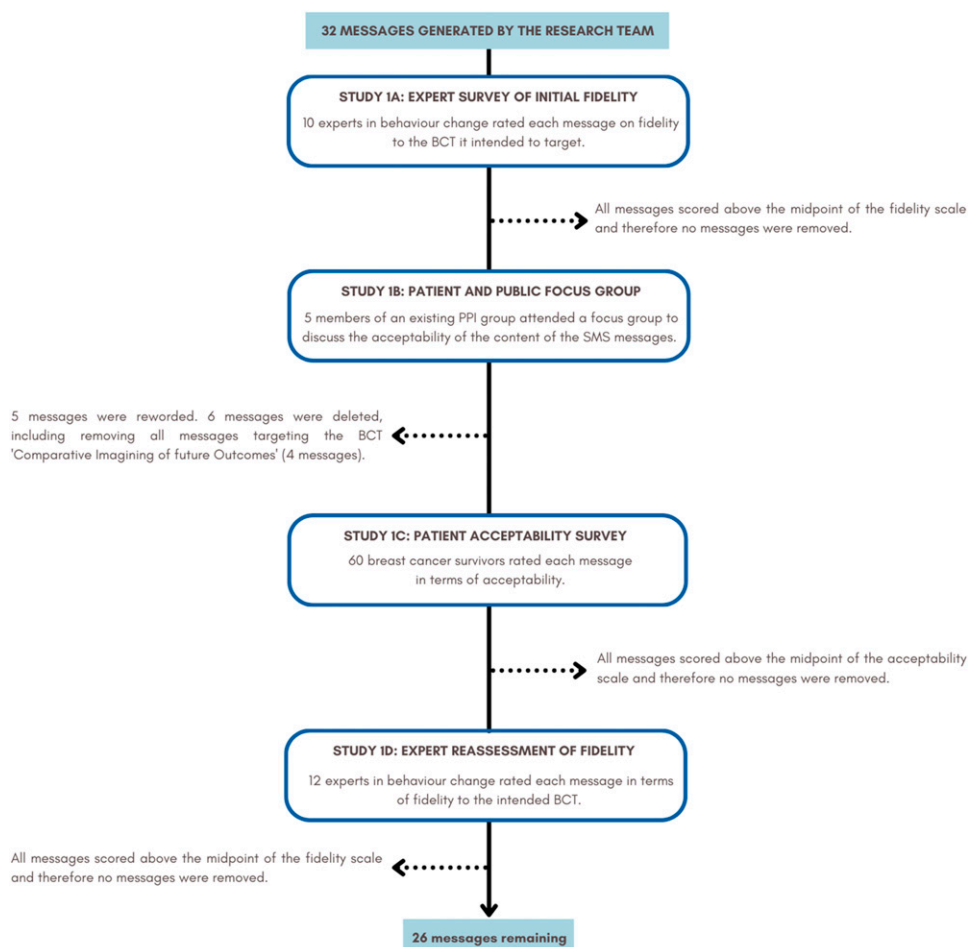 32 MESSAGES GENERATED BY THE RESEARCH TEAM
STUDY 1A: EXPERT SURVEY OF INITIAL FIDELITY
10 experts in behaviour change rated each message on fidelity
to the BCT it intended to target.
All messages scored above the midpoint of the fidelity scale
and therefore no messages were removed.
STUDY 1B: PATIENT AND PUBLIC FOCUS GROUP
5 members of an existing PPI group attended a focus group to
discuss the acceptability of the content of the SMS messages.
5 messages were reworded. 6 messages were deleted,
including removing all messages targeting the BCT
'Comparative Imagining of future Outcomes' (4 messages).
STUDY 1C: PATIENT ACCEPTABILITY SURVEY
60 breast cancer survivors rated each message
in terms of acceptability.
All messages scored above the midpoint of the acceptability
scale and therefore no messages were removed.
STUDY 1D: EXPERT REASSESSMENT OF FIDELITY
12 experts in behaviour change rated each message in terms
of fidelity to the intended BCT.
All messages scored above the midpoint of the fidelity scale
and therefore no messages were removed.
26 messages remaining